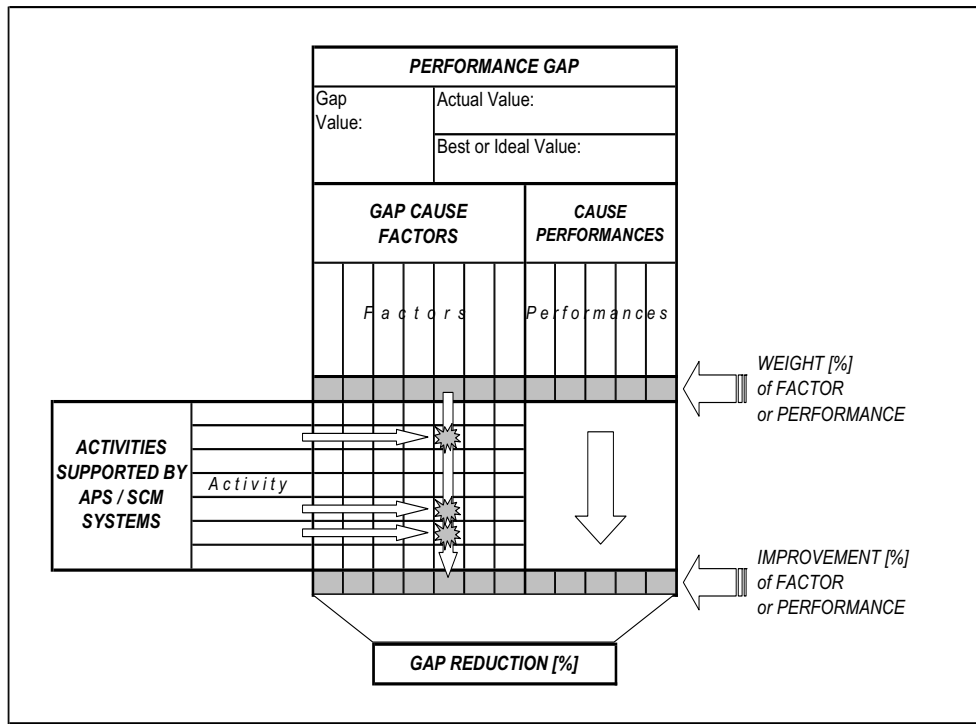 PERFORMANCE GAP
Gap
Value:
Actual Value:
Best or Ideal Value:
GAP CAUSE
FACTORS
CAUSE
PERFORMANCES
Factors
Performances
WEIGHT [%]
of FACTOR
or PERFORMANCE
ACTIVITIES
SUPPORTED BY
APS / SCM
SYSTEMS
Activity
IMPROVEMENT [%]
of FACTOR
or PERFORMANCE
GAP REDUCTION [%]